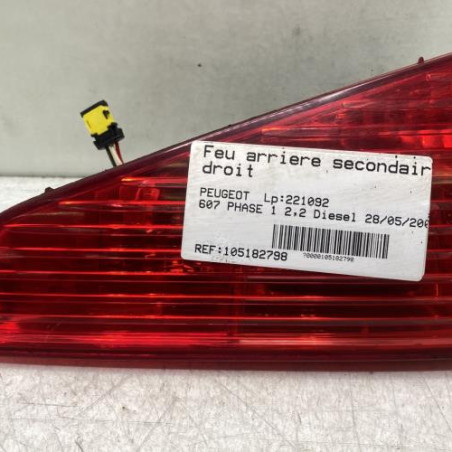 Feu arriere secondair
droit
PEUGEOT Lp:221092
607 PHASE 1 2.2 Diesel 28/05/200
REF:105182798